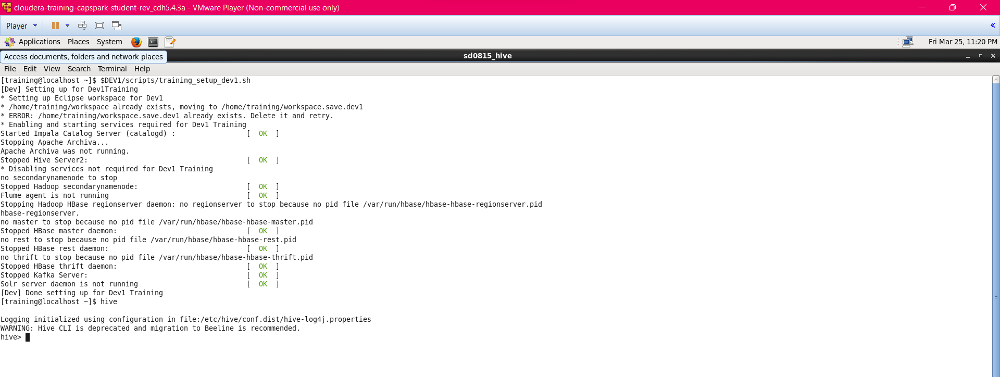 cloudera-training-capspark-student-rev_cdh5.4.3a - VMware Player (Non-commercial use only)
Player
Applications Places System Fri Mar 25, 11:20 PM
Access documents, folders and network places
sd0815_hive
File Edit View Search Terminal Help
[training@localhost ~]$ $DEV1/scripts/training_setup_dev1.sh
[Dev] Setting up for Dev1Training
* Setting up Eclipse workspace for Dev1
* /home/training/workspace already exists, moving to /home/training/workspace.save.dev1
* ERROR: /home/training/workspace.save.dev1 already exists. Delete it and retry.
* Enabling and starting services required for Dev1 Training
Started Impala Catalog Server (catalogd) : [ OK ]
Stopping Apache Archiva...
Apache Archiva was not running.
Stopped Hive Server2: [ OK ]
* Disabling services not required for Dev1 Training
no secondarynamenode to stop
Stopped Hadoop secondarynamenode: [ OK ]
Flume agent is not running [ OK ]
Stopping Hadoop HBase regionserver daemon: no regionserver to stop because no pid file /var/run/hbase/hbase-hbase-regionserver.pid
hbase-regionserver.
no master to stop because no pid file /var/run/hbase/hbase-hbase-master.pid
Stopped HBase master daemon: [ OK ]
no rest to stop because no pid file /var/run/hbase/hbase-hbase-rest.pid
Stopped HBase rest daemon: [ OK ]
no thrift to stop because no pid file /var/run/hbase/hbase-hbase-thrift.pid
Stopped HBase thrift daemon: [ OK ]
Stopped Kafka Server: [ OK ]
Solr server daemon is not running [ OK ]
[Dev] Done setting up for Dev1 Training
[training@localhost ~]$ hive

Logging initialized using configuration in file:/etc/hive/conf.dist/hive-log4j.properties
WARNING: Hive CLI is deprecated and migration to Beeline is recommended.
hive>